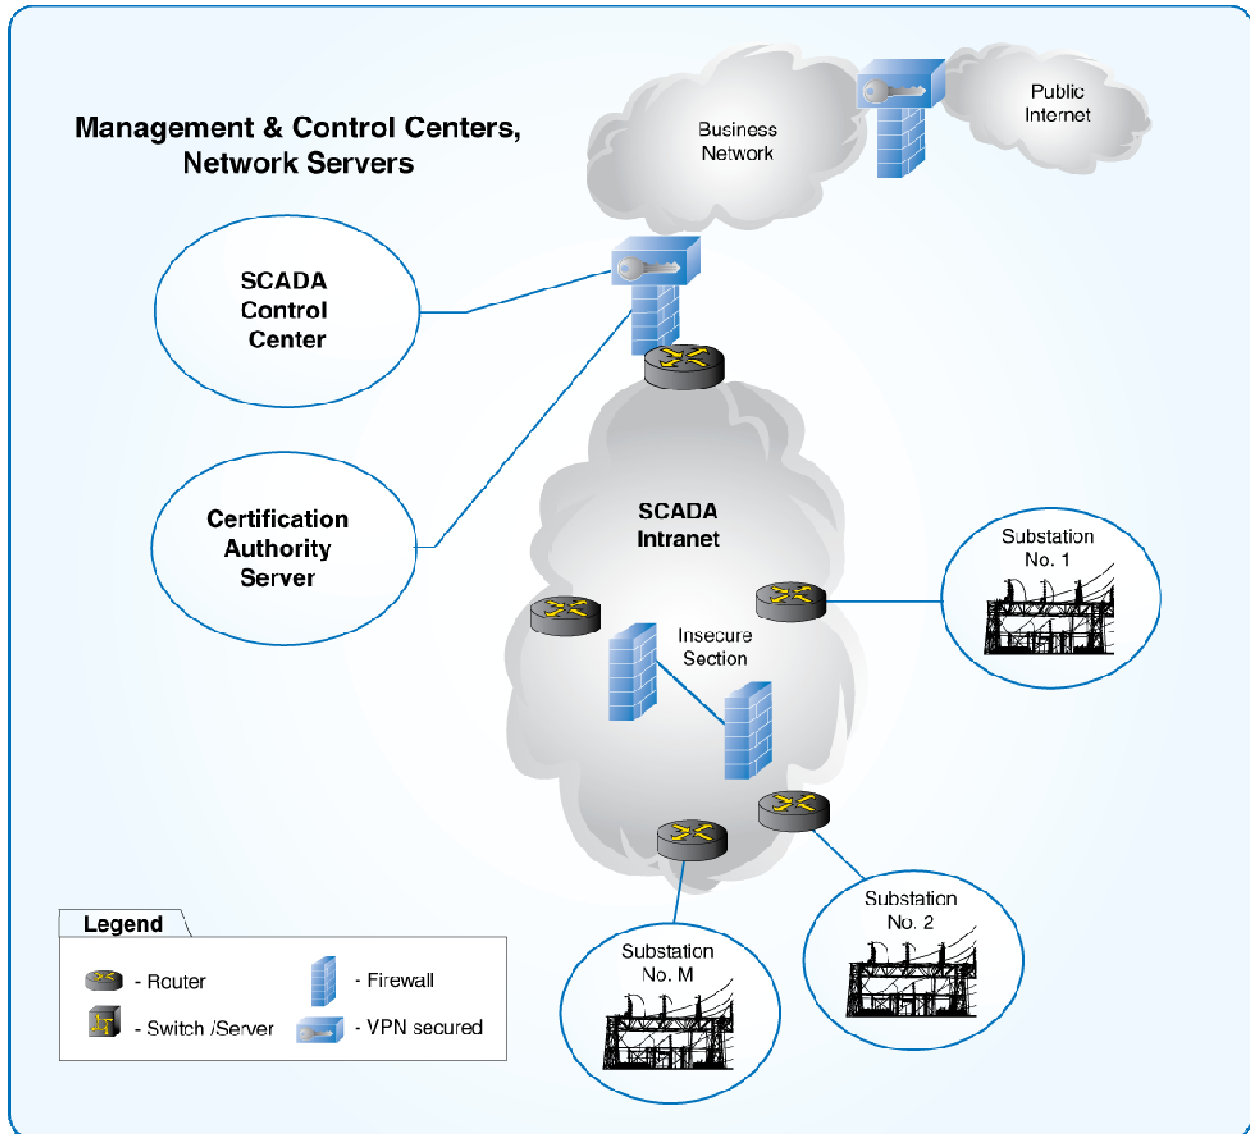 Management & Control Centers,
Network Servers
Business
Network
Public
Internet
SCADA
Control
Center
Certification
Authority
Server
SCADA
Intranet
Insecure
Section
Substation
No. 1
Substation
No. 2
Substation
No. M
Legend
- Router
- Firewall
- Switch /Server
- VPN secured